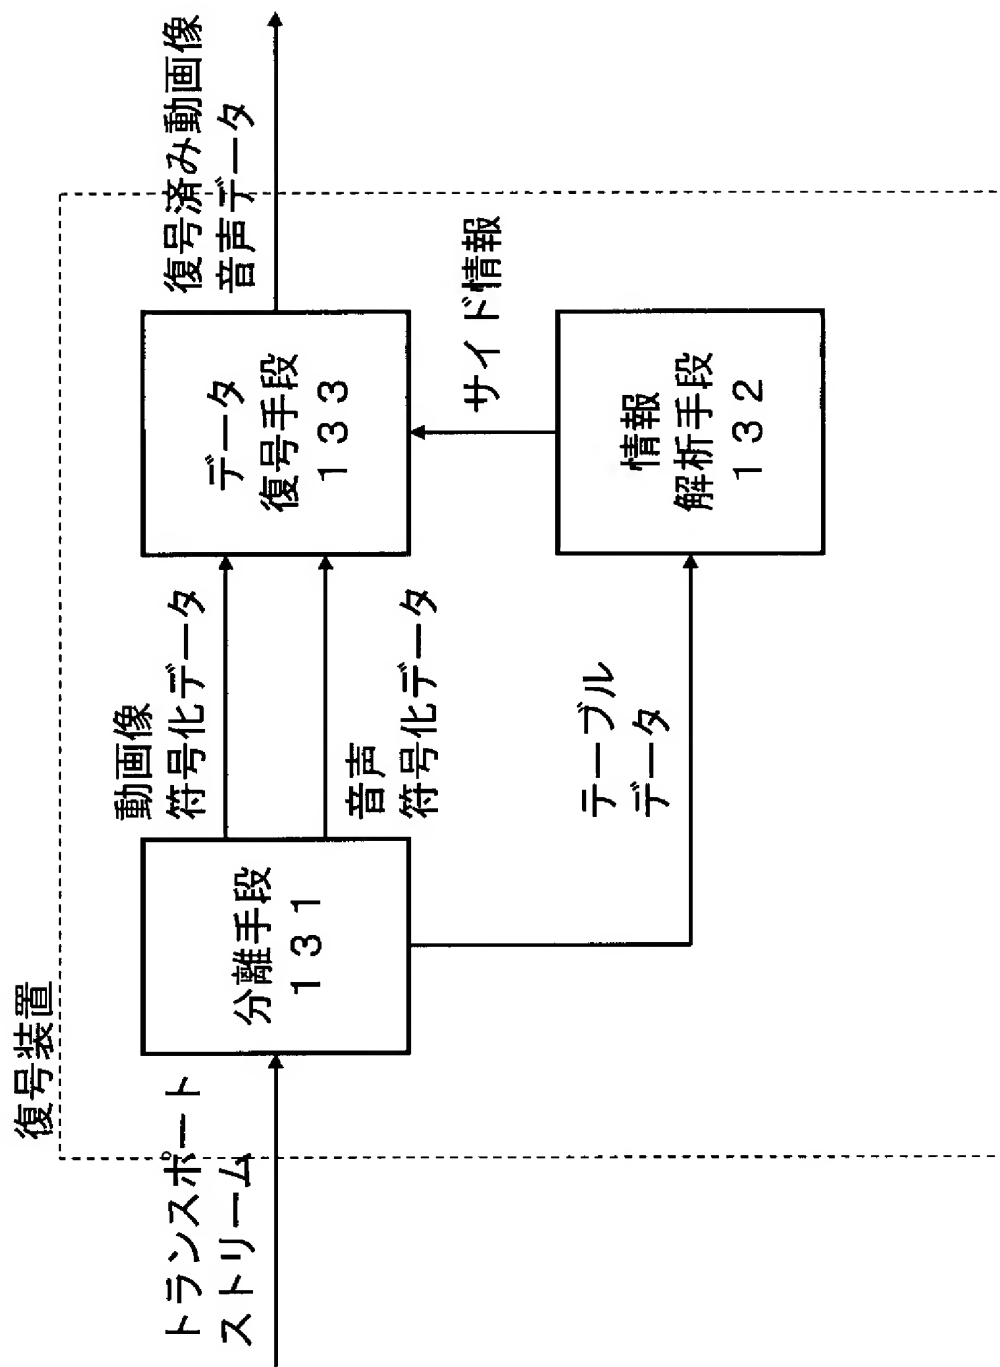 復号装置
トランスポート
ストリーム
分離手段
１３１
動画像
符号化データ
音声
符号化データ
テーブル
データ
データ
復号手段
１３３
サイド情報
情報
解析手段
１３２
復号済み動画像
音声データ